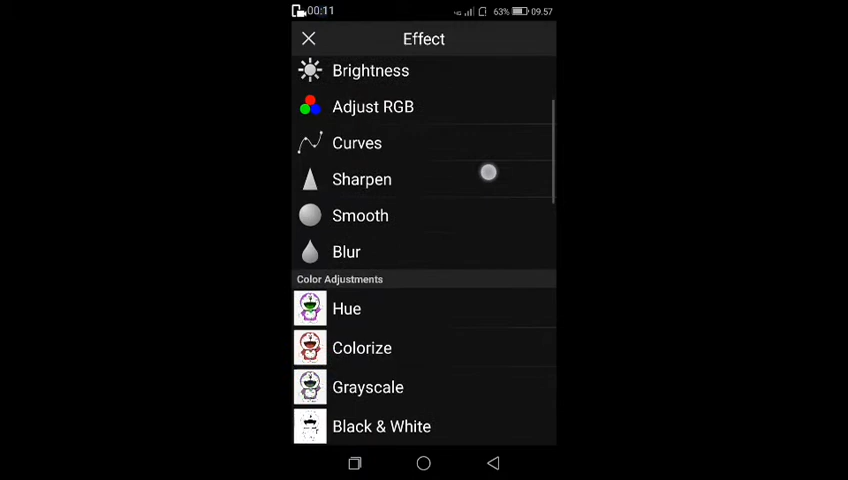 00:11
4G 63% 09.57
Effect
Brightness
Adjust RGB
Curves
Sharpen
Smooth
Blur
Color Adjustments
Hue
Colorize
Grayscale
Black & White